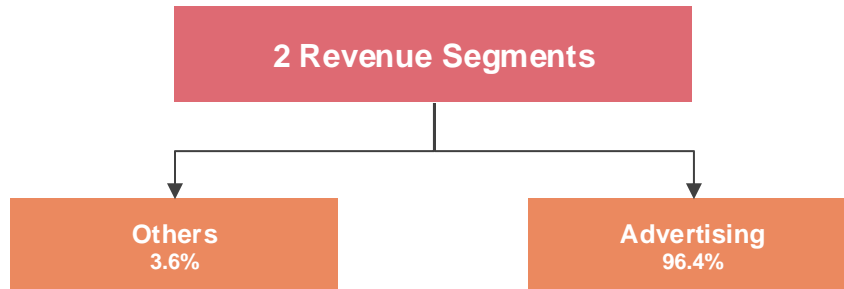 2 Revenue Segments
Others
3.6%
Advertising
96.4%